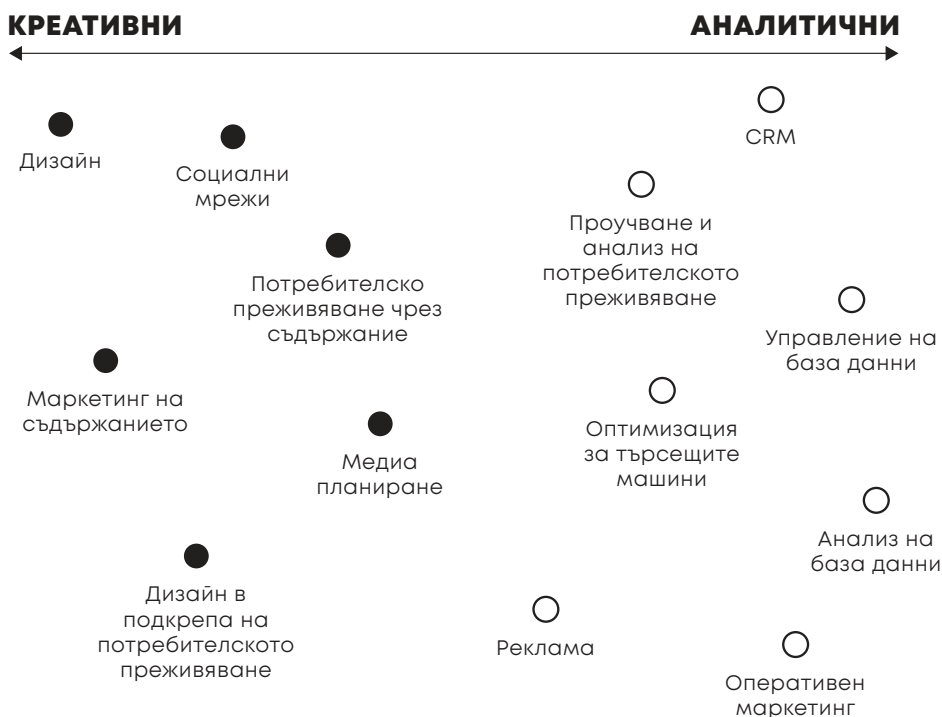 КРЕАТИВНИ
АНАЛИТИЧНИ
CRM
Дизайн
Социални
мрежи
Проучване и
анализ на
потребителското
преживяване
Потребителско
преживяване чрез
съдържание
Управление на
база данни
Маркетинг на
съдържанието
Оптимизация
за търсещите
машини
Медиа
планиране
Анализ на
база данни
Дизайн в
подкрепа на
потребителското
преживяване
Реклама
Оперативен
маркетинг